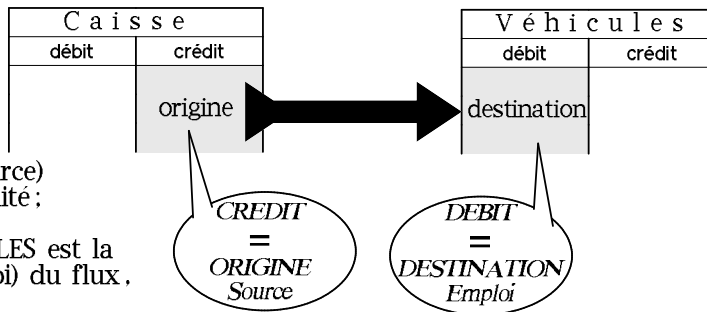 Caisse
débit crédit
origine
Véhicules
débit crédit
destination
rce)
ité ;
LES est la
oi) du flux.
CREDIT
=
ORIGINE
Source
DEBIT
=
DESTINATION
Emploi